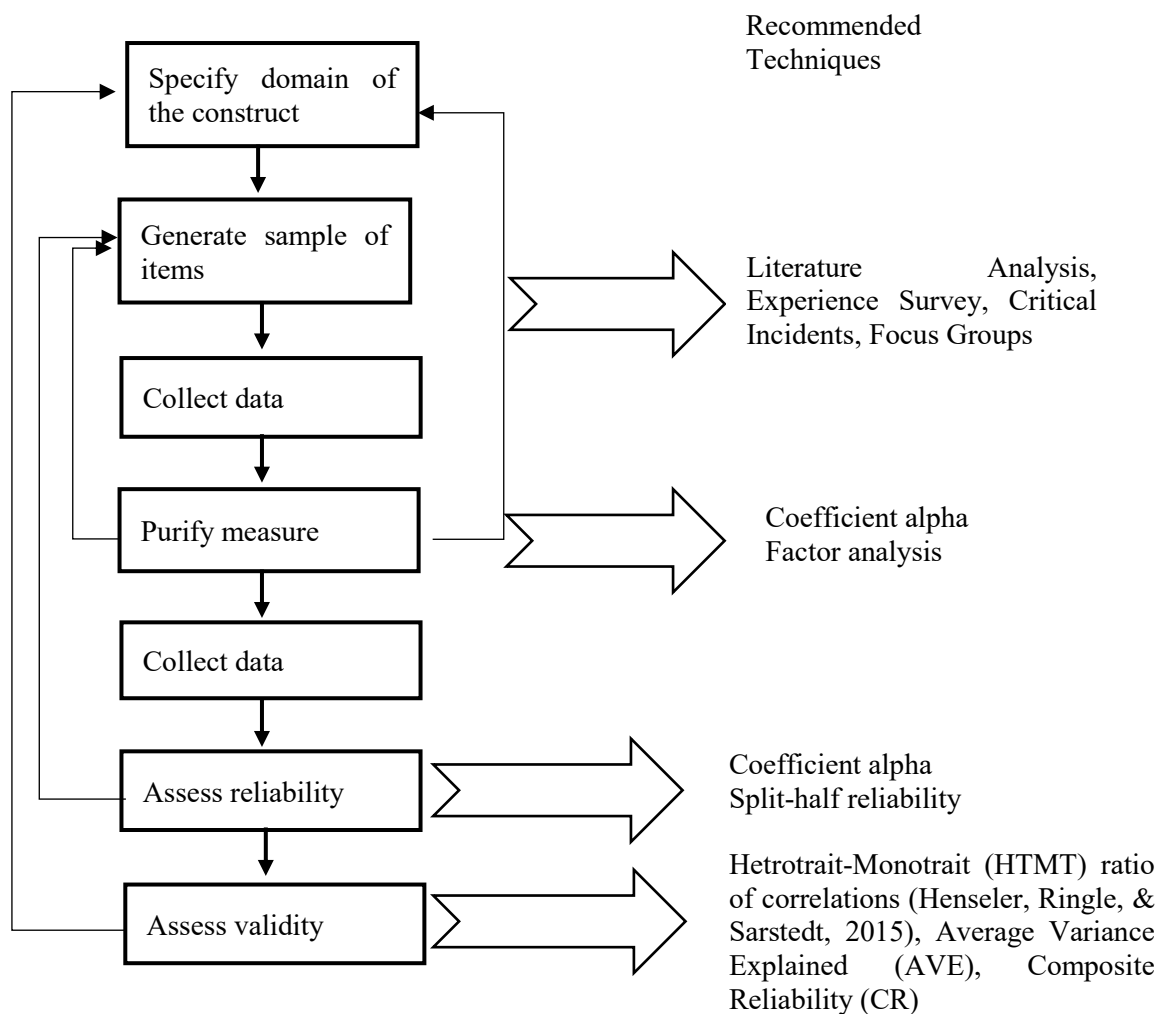 Recommended
Techniques
Specify domain of
the construct
Generate sample of
items
Literature Analysis,
Experience Survey, Critical
Incidents, Focus Groups
Collect data
Purify measure
Coefficient alpha
Factor analysis
Collect data
Assess reliability
Coefficient alpha
Split-half reliability
Assess validity
Hetrotrait-Monotrait (HTMT) ratio
of correlations (Henseler, Ringle, &
Sarstedt, 2015), Average Variance
Explained (AVE), Composite
Reliability (CR)